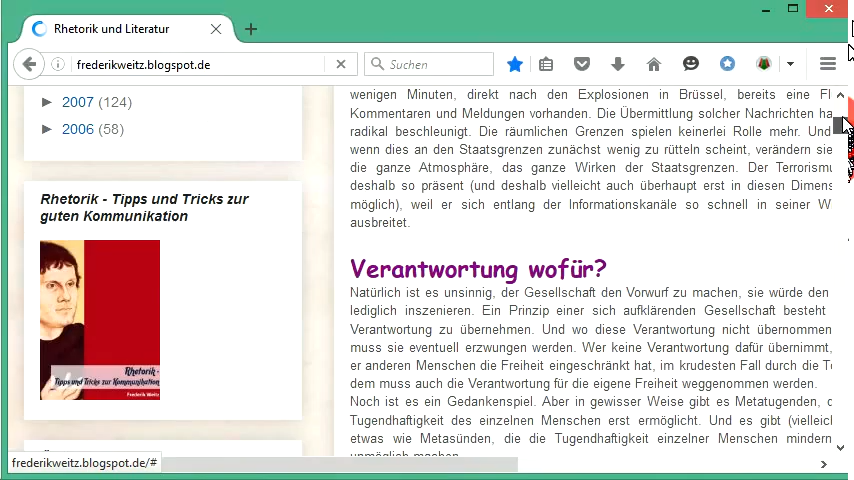 Rhetorik und Literatur
frederikweitz.blogspot.de
Suchen
► 2007 (124)
► 2006 (58)
Rhetorik - Tipps und Tricks zur
guten Kommunikation
Rhetorik -
Tipps und Tricks zur Kommunikation
Frederik Weitz
wenigen Minuten, direkt nach den Explosionen in Brüssel, bereits eine Fl
Kommentaren und Meldungen vorhanden. Die Übermittlung solcher Nachrichten ha
radikal beschleunigt. Die räumlichen Grenzen spielen keinerlei Rolle mehr. Und
wenn dies an den Staatsgrenzen zunächst wenig zu rütteln scheint, verändern sie
die ganze Atmosphäre, das ganze Wirken der Staatsgrenzen. Der Terrorismu
deshalb so präsent (und deshalb vielleicht auch überhaupt erst in diesen Dimens
möglich), weil er sich entlang der Informationskanäle so schnell in seiner W
ausbreitet.
Verantwortung wofür?
Natürlich ist es unsinnig, der Gesellschaft den Vorwurf zu machen, sie würde den
lediglich inszenieren. Ein Prinzip einer sich aufklärenden Gesellschaft besteht
Verantwortung zu übernehmen. Und wo diese Verantwortung nicht übernommen
muss sie eventuell erzwungen werden. Wer keine Verantwortung dafür übernimmt,
er anderen Menschen die Freiheit eingeschränkt hat, im krudesten Fall durch die To
dem muss auch die Verantwortung für die eigene Freiheit weggenommen werden.
Noch ist es ein Gedankenspiel. Aber in gewisser Weise gibt es Metatugenden, d
Tugendhaftigkeit des einzelnen Menschen erst ermöglicht. Und es gibt (vielleic
etwas wie Metasünden, die die Tugendhaftigkeit einzelner Menschen mindern
unmöglich machen.
frederikweitz.blogspot.de/#